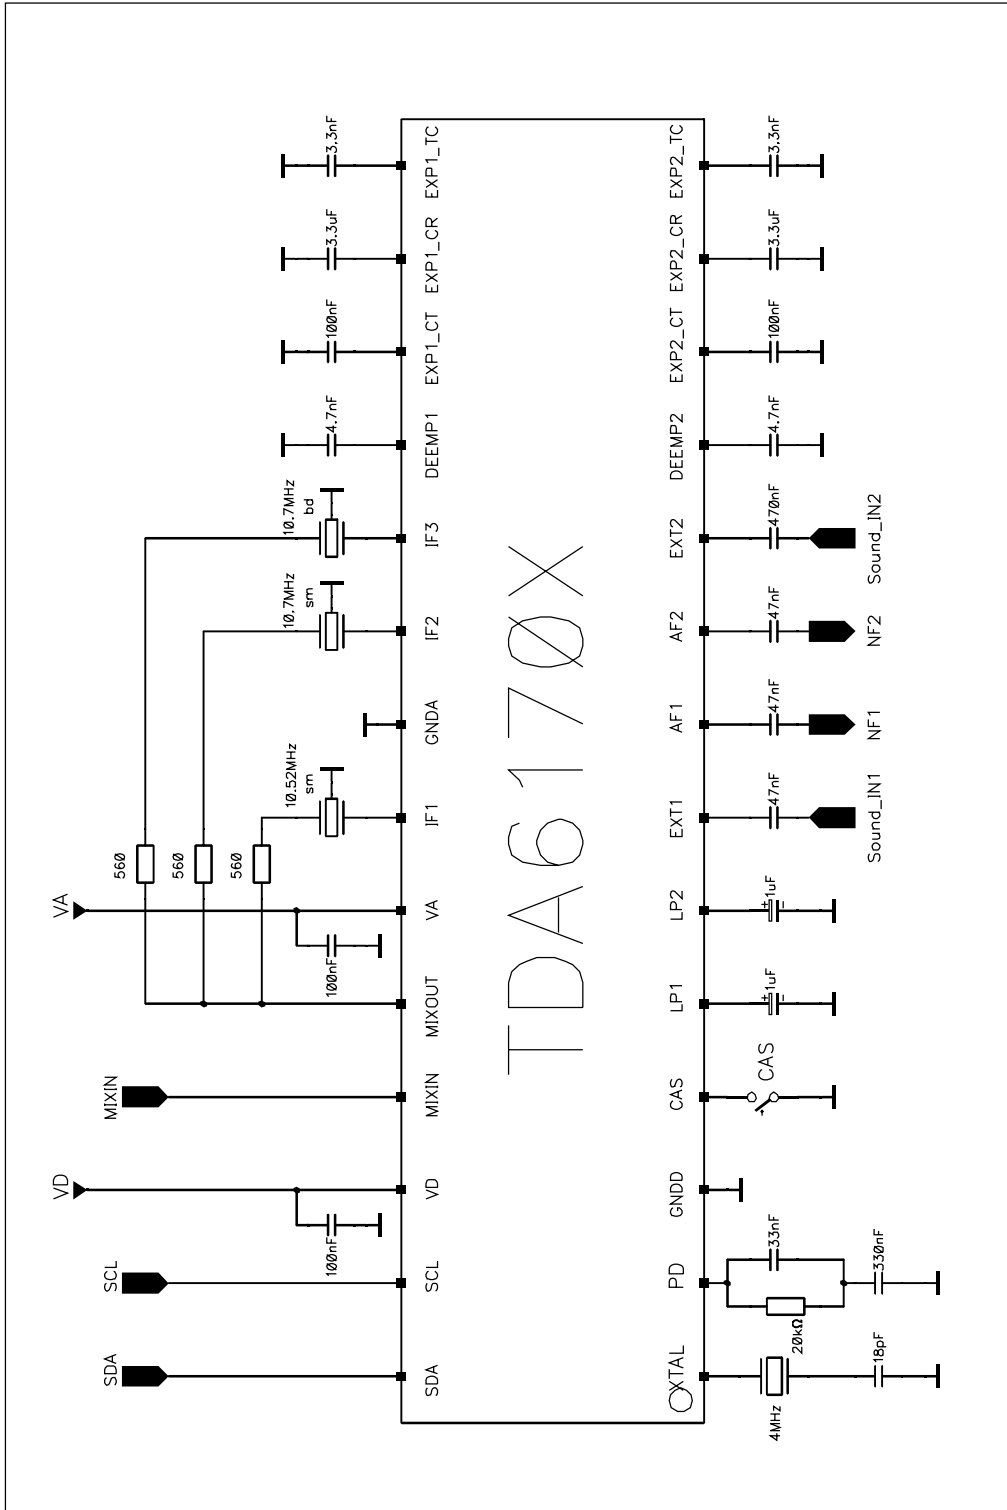 3.3nF
EXP1_TC
3.3uF
EXP1_CR
100nF
EXP1_CT
4.7nF
DEEMP1
10.7MHz
bd
IF3
10.7MHz
sm
IF2
GNDA
10.52MHz
sm
IF1
560
560
560
VA
VA
100nF
MIXOUT
MIXIN
MIXIN
VD
VD
100nF
SCL
SCL
SDA
SDA
TDA6170X
EXP2_TC
3.3nF
EXP2_CR
3.3uF
EXP2_CT
100nF
DEEMP2
4.7nF
EXT2
470nF
Sound_IN2
AF2
47nF
NF2
AF1
47nF
NF1
EXT1
47nF
Sound_IN1
LP2
+
1uF
-
LP1
+
1uF
-
CAS
CAS
GNDD
PD
33nF
20kΩ
330nF
XTAL
4MHz
18pF